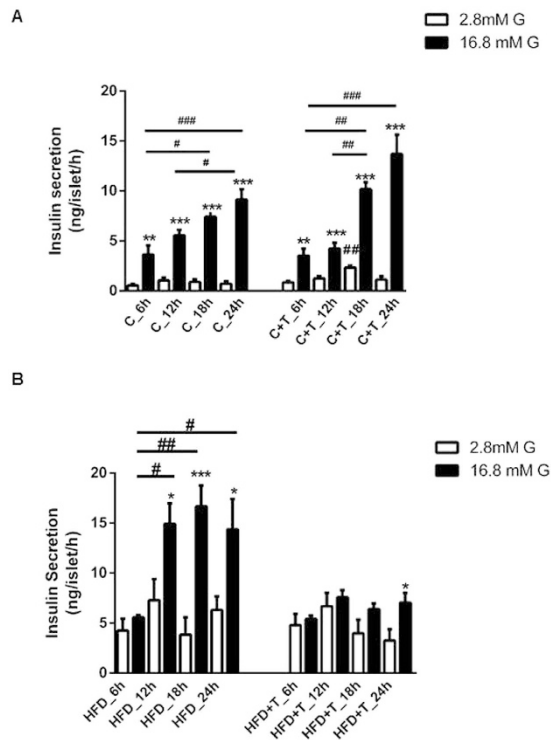 A
2.8mM G
16.8 mM G
20
15
10
5
0
Insulin secretion
(ng/islet/h)
###
#
#
**
***
***
***
###
##
##
**
***
##
***
***
C_6h
C_12h
C_18h
C_24h
C+T_6h
C+T_12h
C+T_18h
C+T_24h
B
2.8mM G
16.8 mM G
20
15
10
5
0
Insulin Secretion
(ng/islet/h)
#
##
#
*
***
*
*
HFD_6h
HFD_12h
HFD_18h
HFD_24h
HFD+T_6h
HFD+T_12h
HFD+T_18h
HFD+T_24h